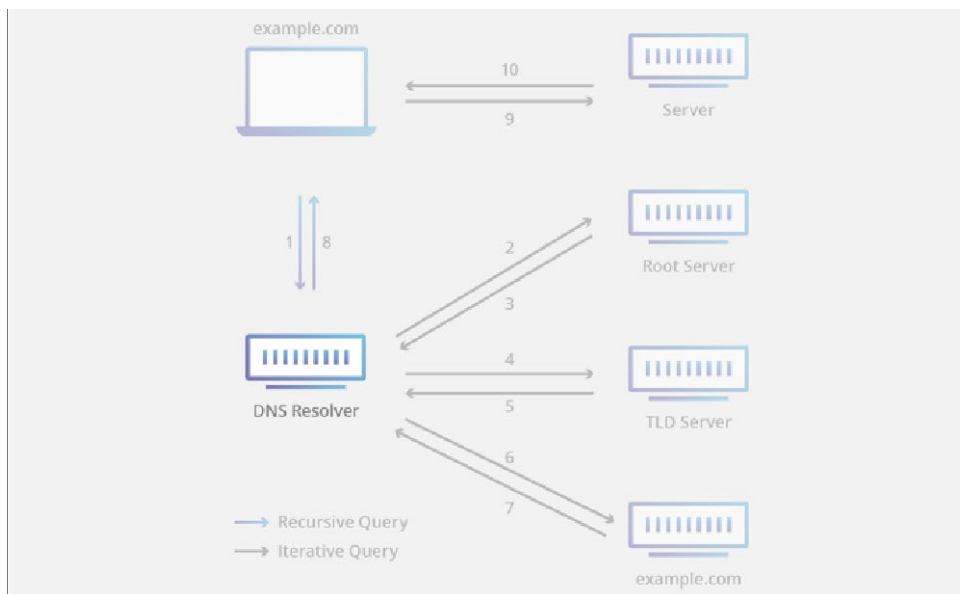 example.com
10
9
Server
1
8
2
3
Root Server
4
5
DNS Resolver
TLD Server
6
7
Recursive Query
Iterative Query
example.com